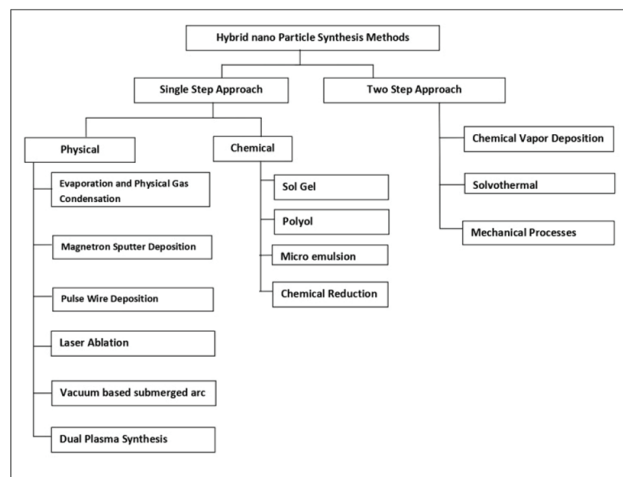 Hybrid nano Particle Synthesis Methods
Single Step Approach
Two Step Approach
Physical
Chemical
Chemical Vapor Deposition
Solvothermal
Mechanical Processes
Evaporation and Physical Gas
Condensation
Magnetron Sputter Deposition
Pulse Wire Deposition
Laser Ablation
Vacuum based submerged arc
Dual Plasma Synthesis
Sol Gel
Polyol
Micro emulsion
Chemical Reduction